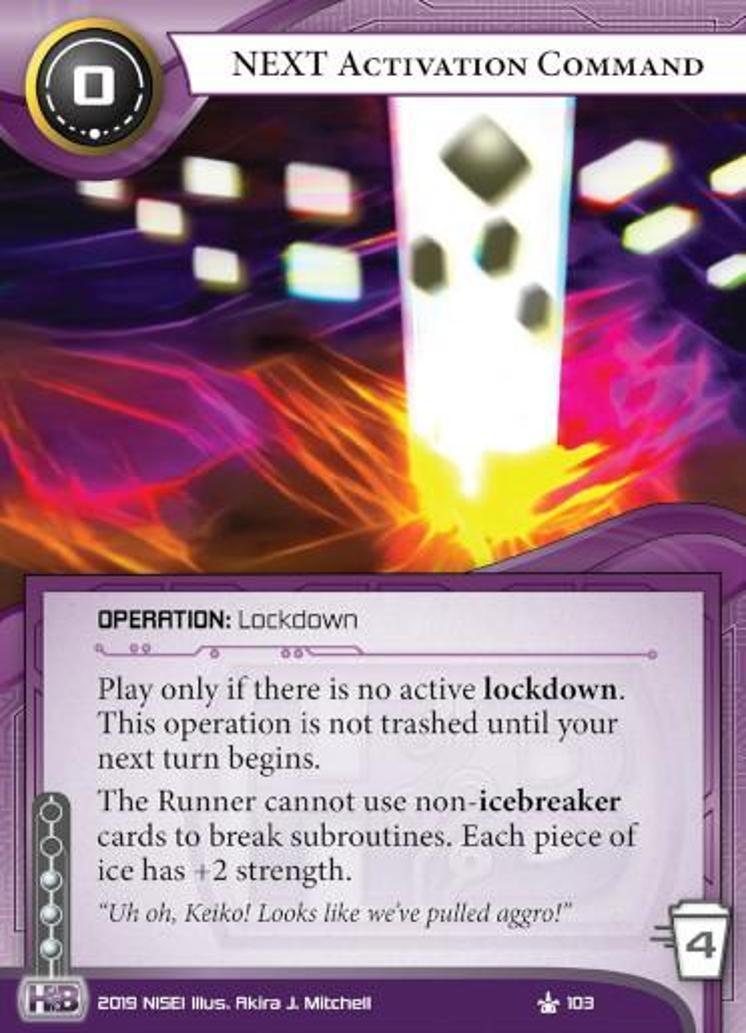 0
NEXT Activation Command
OPERATION: Lockdown
Play only if there is no active lockdown.
This operation is not trashed until your
next turn begins.
The Runner cannot use non-icebreaker
cards to break subroutines. Each piece of
ice has +2 strength.
“Uh oh, Keiko! Looks like we’ve pulled aggro!”
4
HB 2019 NISEI Illus. Akira J. Mitchell 103